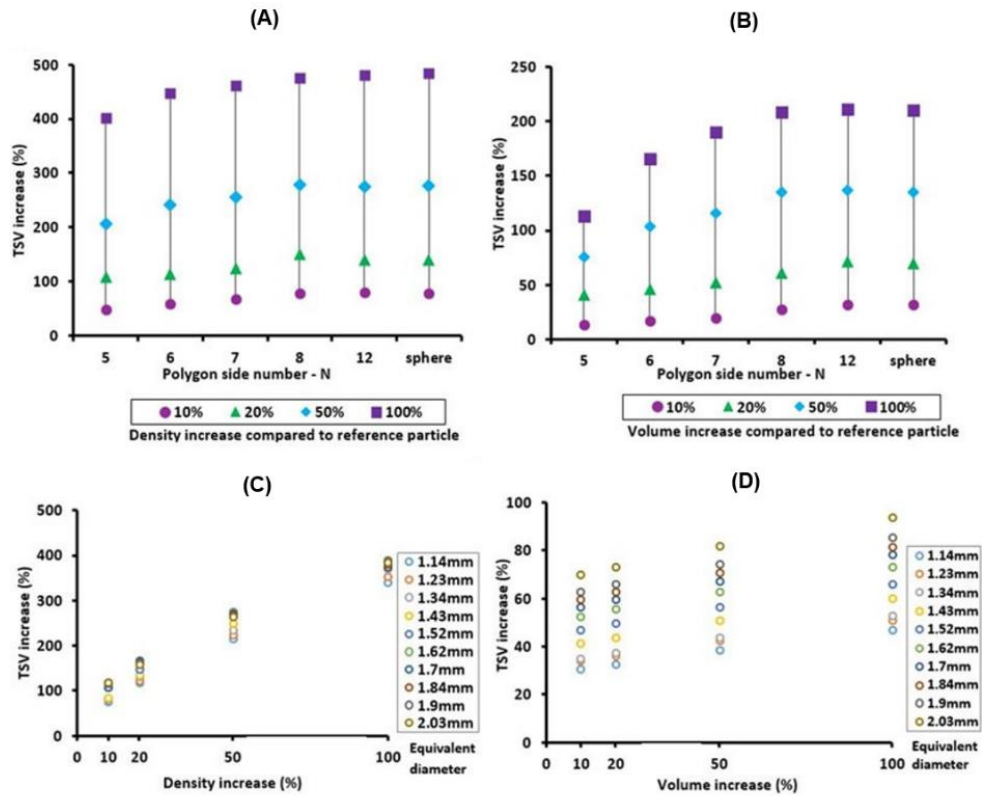 (A)
500
400
300
200
100
0
TSV increase (%)
5 6 7 8 12 sphere
Polygon side number - N
10% 20% 50% 100%
Density increase compared to reference particle
(B)
250
200
150
100
50
0
TSV increase (%)
5 6 7 8 12 sphere
Polygon side number - N
10% 20% 50% 100%
Volume increase compared to reference particle
(C)
500
400
300
200
100
0
TSV increase (%)
0 10 20 50 100
Density increase (%)
1.14mm
1.23mm
1.34mm
1.43mm
1.52mm
1.62mm
1.7mm
1.84mm
1.9mm
2.03mm
Equivalent
diameter
(D)
100
80
60
40
20
0
TSV increase (%)
0 10 20 50 100
Volume increase (%)
1.14mm
1.23mm
1.34mm
1.43mm
1.52mm
1.62mm
1.7mm
1.84mm
1.9mm
2.03mm
Equivalent
diameter